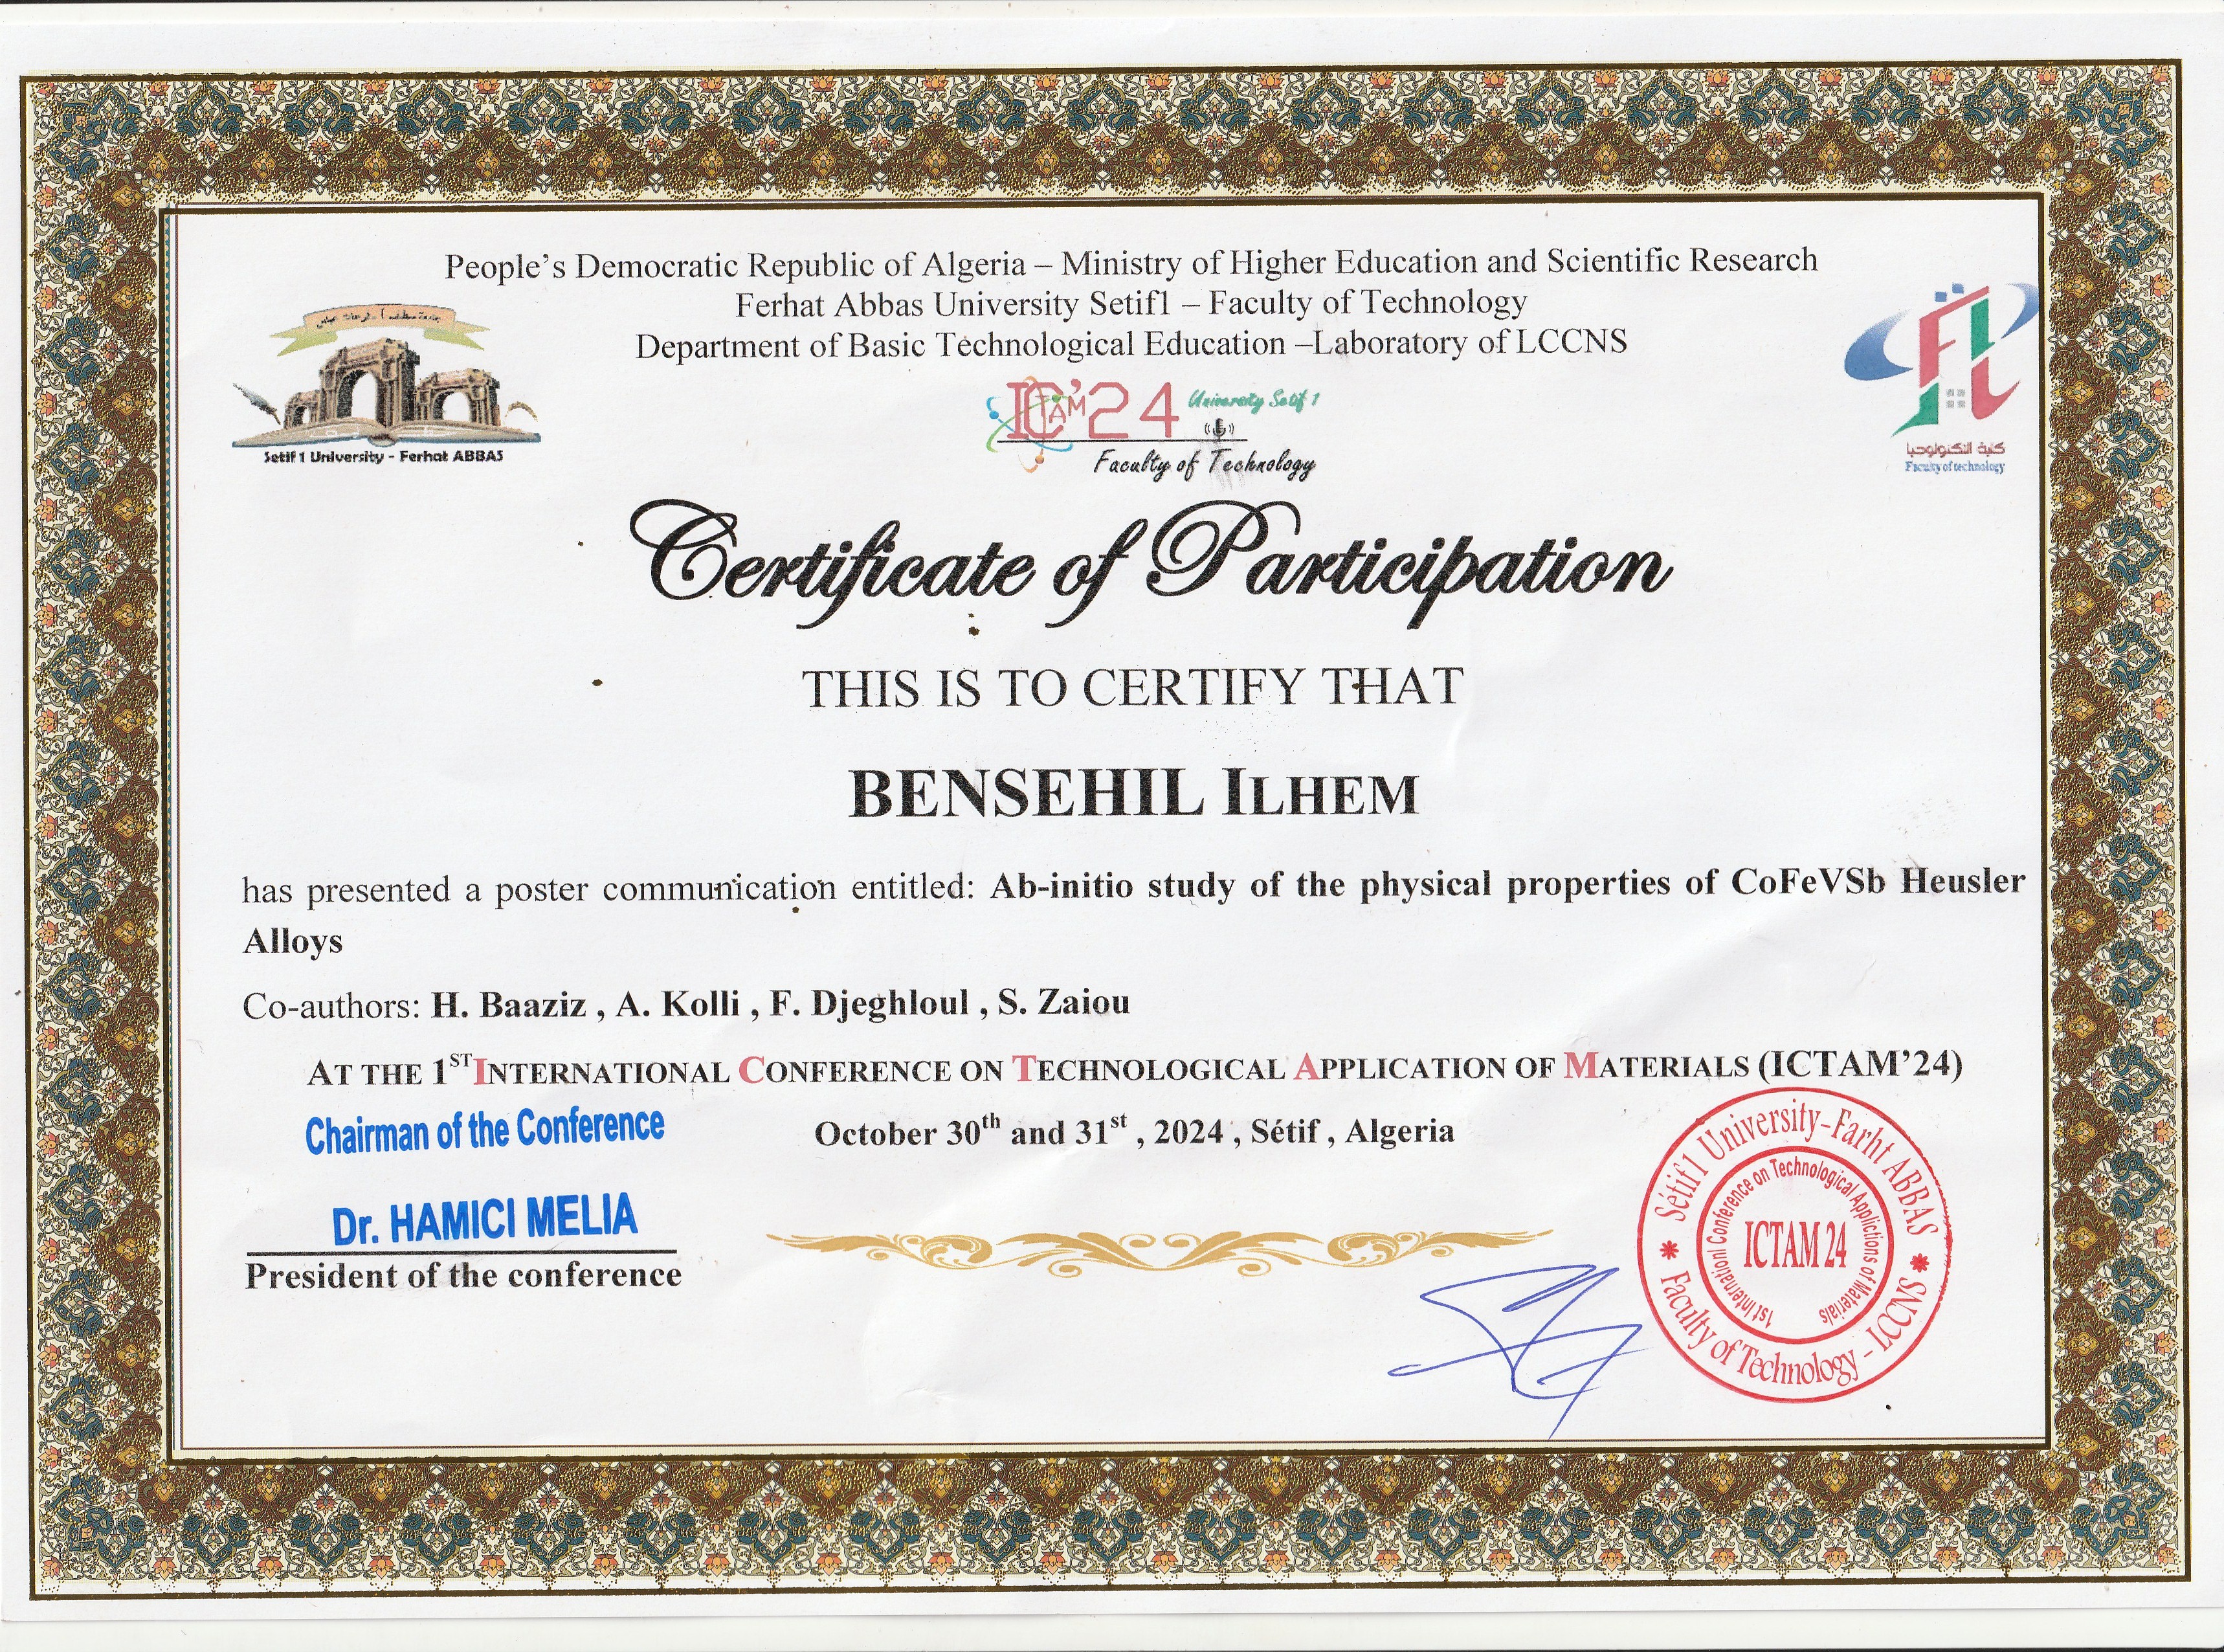 People's Democratic Republic of Algeria – Ministry of Higher Education and Scientific Research
Ferhat Abbas University Setif1 – Faculty of Technology
Department of Basic Technological Education –Laboratory of LCCNS
Setif 1 University - Ferhat ABBAS
ICTAM'24 University Setif 1
Faculty of Technology
كلية التكنولوجيا
Faculty of technology
Certificate of Participation
THIS IS TO CERTIFY THAT
BENSEHIL ILHEM
has presented a poster communication entitled: Ab-initio study of the physical properties of CoFeVSb Heusler
Alloys
Co-authors: H. Baaziz , A. Kolli , F. Djeghloul , S. Zaiou
AT THE 1ST INTERNATIONAL CONFERENCE ON TECHNOLOGICAL APPLICATION OF MATERIALS (ICTAM'24)
October 30th and 31st , 2024 , Sétif , Algeria
Chairman of the Conference
Dr. HAMICI MELIA
President of the conference
Sétif1 University-Farht ABBAS
Faculty of Technology - LCCNS
1st Internationl Conference on Technological Applictions of Materials
ICTAM 24